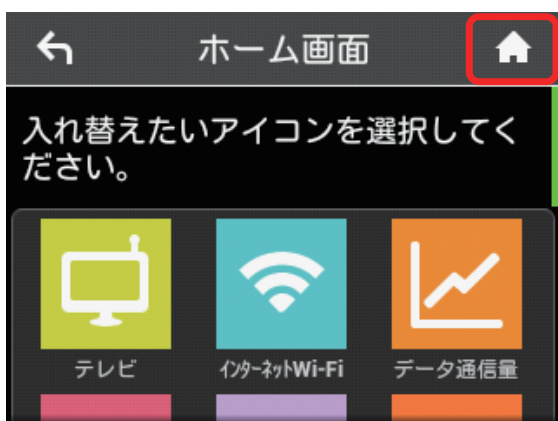 ホーム画面
入れ替えたいアイコンを選択してく
ださい。
テレビ
インターネットWi-Fi
データ通信量